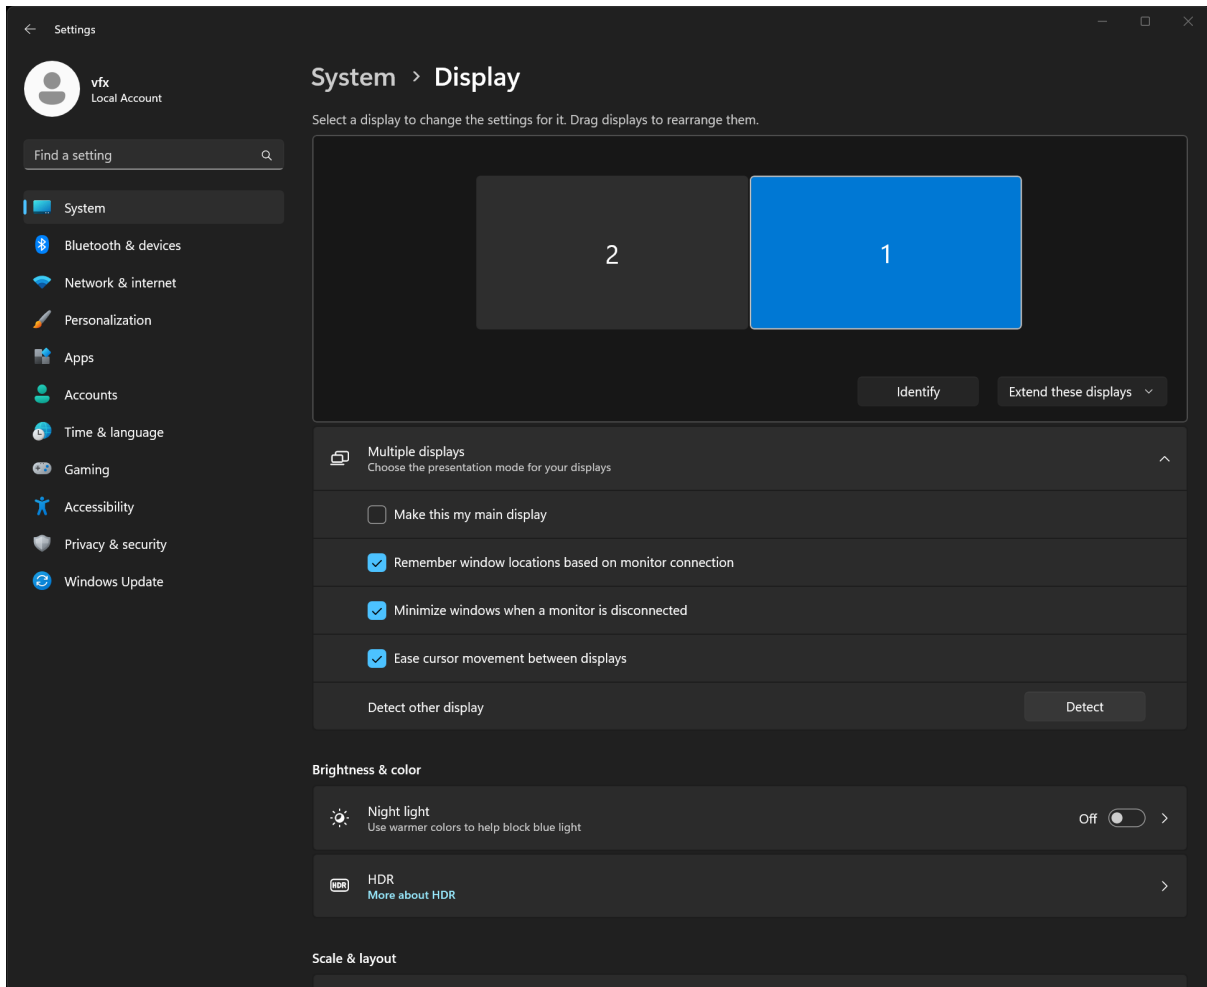 Settings
vfx
Local Account
Find a setting
System
Bluetooth & devices
Network & internet
Personalization
Apps
Accounts
Time & language
Gaming
Accessibility
Privacy & security
Windows Update
System > Display
Select a display to change the settings for it. Drag displays to rearrange them.
2
1
Identify
Extend these displays
Multiple displays
Choose the presentation mode for your displays
Make this my main display
Remember window locations based on monitor connection
Minimize windows when a monitor is disconnected
Ease cursor movement between displays
Detect other display
Detect
Brightness & color
Night light
Use warmer colors to help block blue light
Off
HDR
HDR
More about HDR
Scale & layout